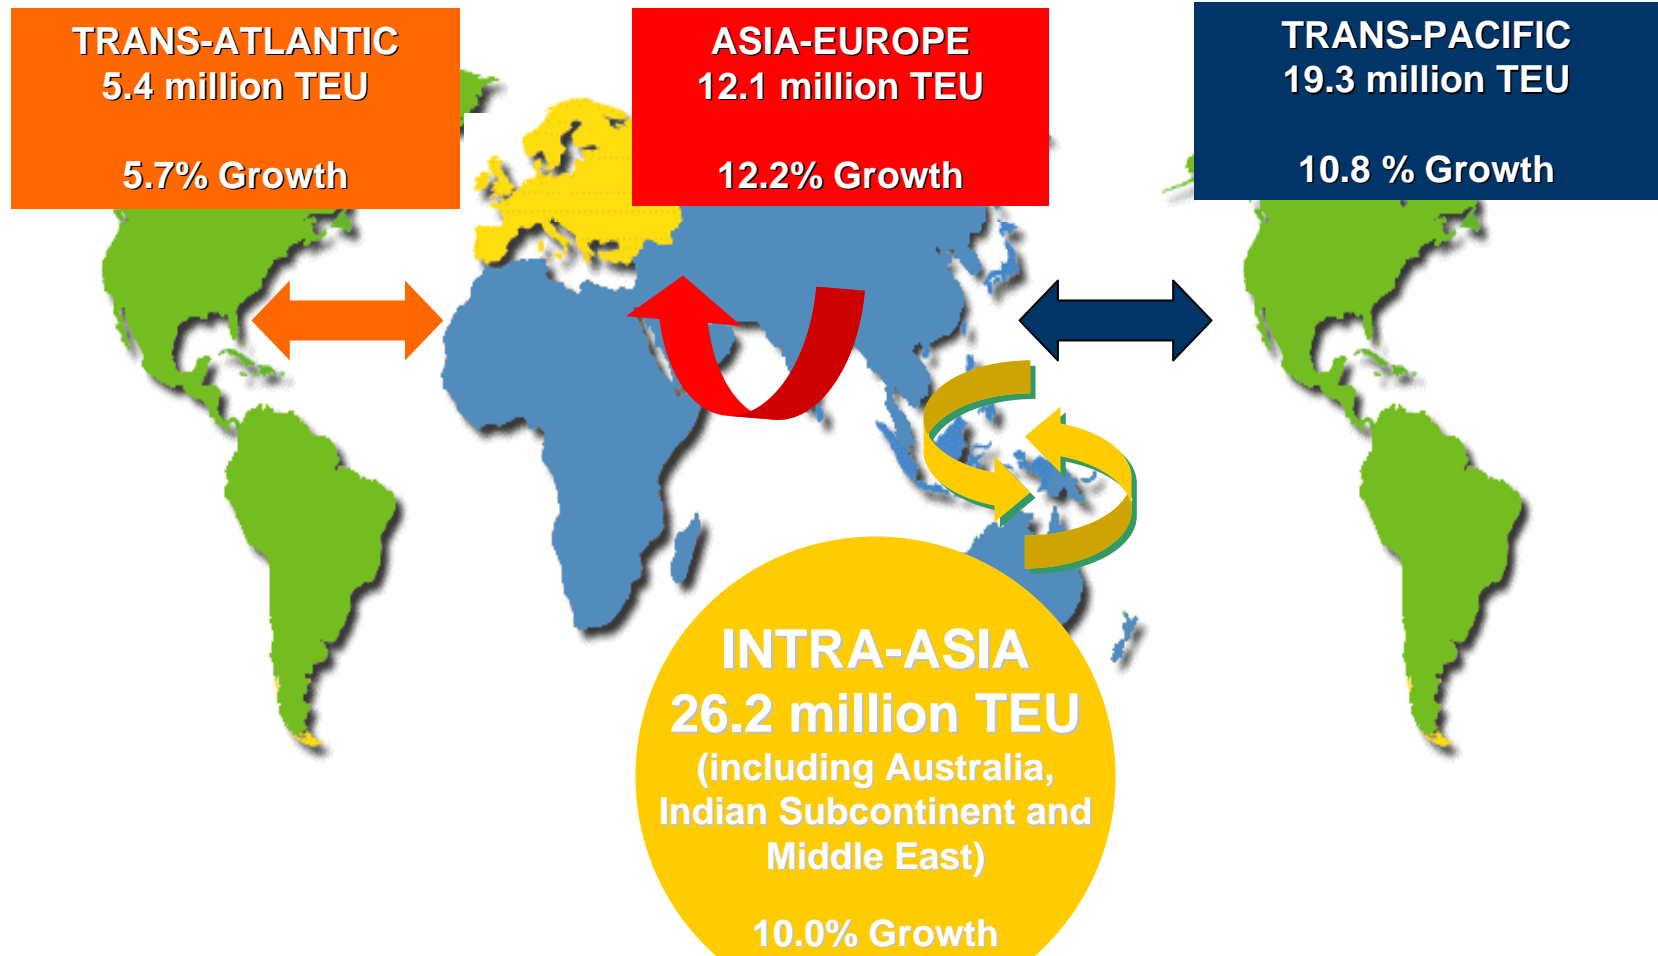 TRANS-ATLANTIC
5.4 million TEU
5.7% Growth
ASIA-EUROPE
12.1 million TEU
12.2% Growth
TRANS-PACIFIC
19.3 million TEU
10.8 % Growth
INTRA-ASIA
26.2 million TEU
(including Australia,
Indian Subcontinent and
Middle East)
10.0% Growth